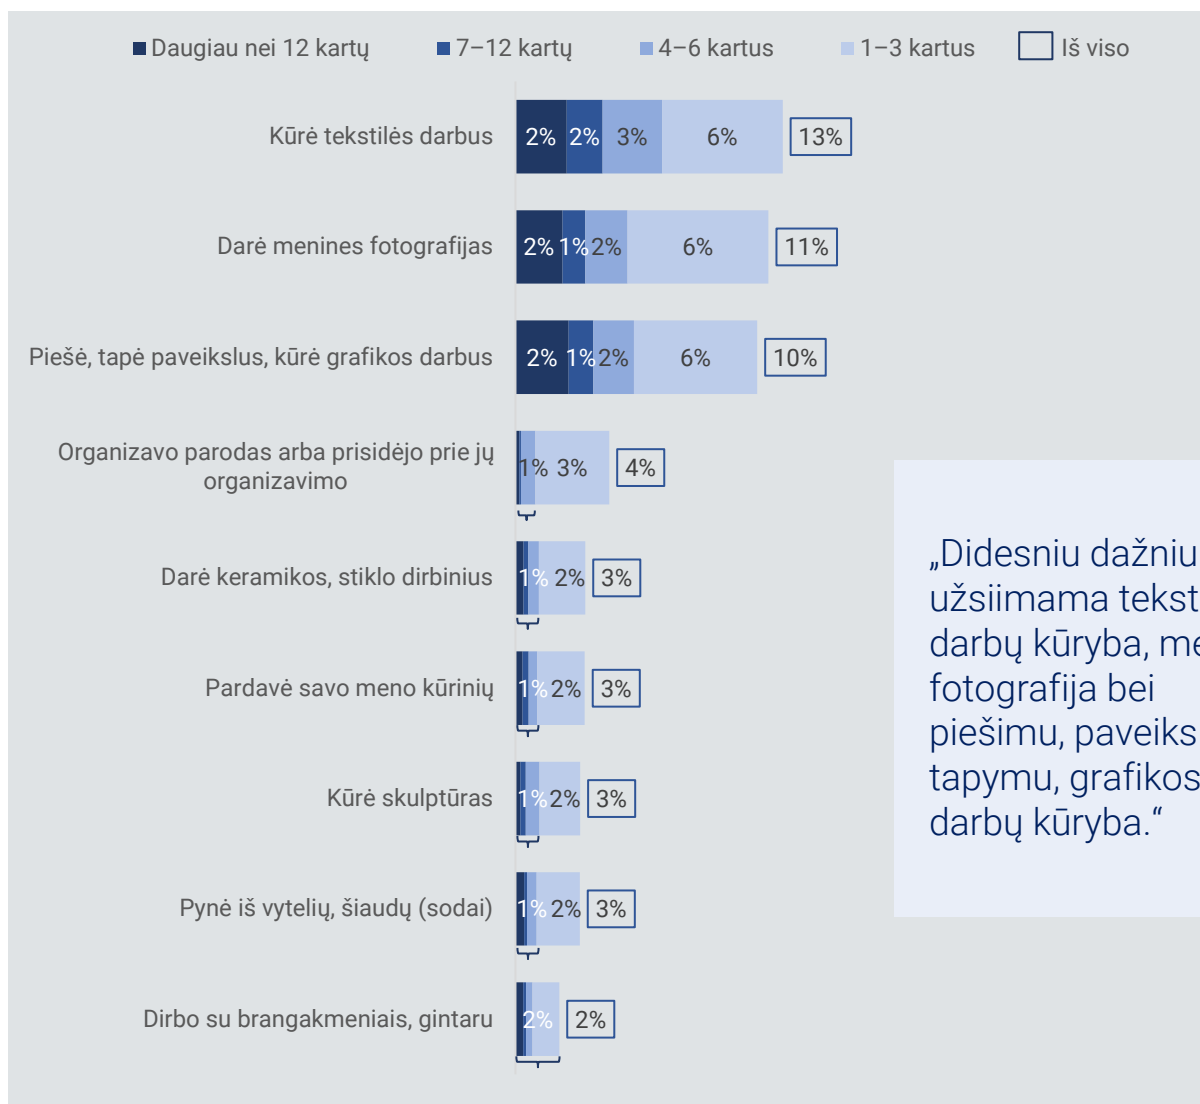 Daugiau nei 12 kartų 7–12 kartų 4–6 kartus 1–3 kartus Iš viso
Kūrė tekstilės darbus 2% 2% 3% 6% 13%
Darė menines fotografijas 2% 1% 2% 6% 11%
Piešė, tapė paveikslus, kūrė grafikos darbus 2% 1% 2% 6% 10%
Organizavo parodas arba prisidėjo prie jų
organizavimo
1% 3% 4%
Darė keramikos, stiklo dirbinius 1% 2% 3%
Pardavė savo meno kūrinių 1% 2% 3%
Kūrė skulptūras 1% 2% 3%
Pynė iš vytelių, šiaudų (sodai) 1% 2% 3%
Dirbo su brangakmeniais, gintaru 2% 2%
„Didesniu dažniu
užsiimama
darbų kūryba,
fotografija bei
piešimu,
tapymu, grafikos
darbų kūryba.“